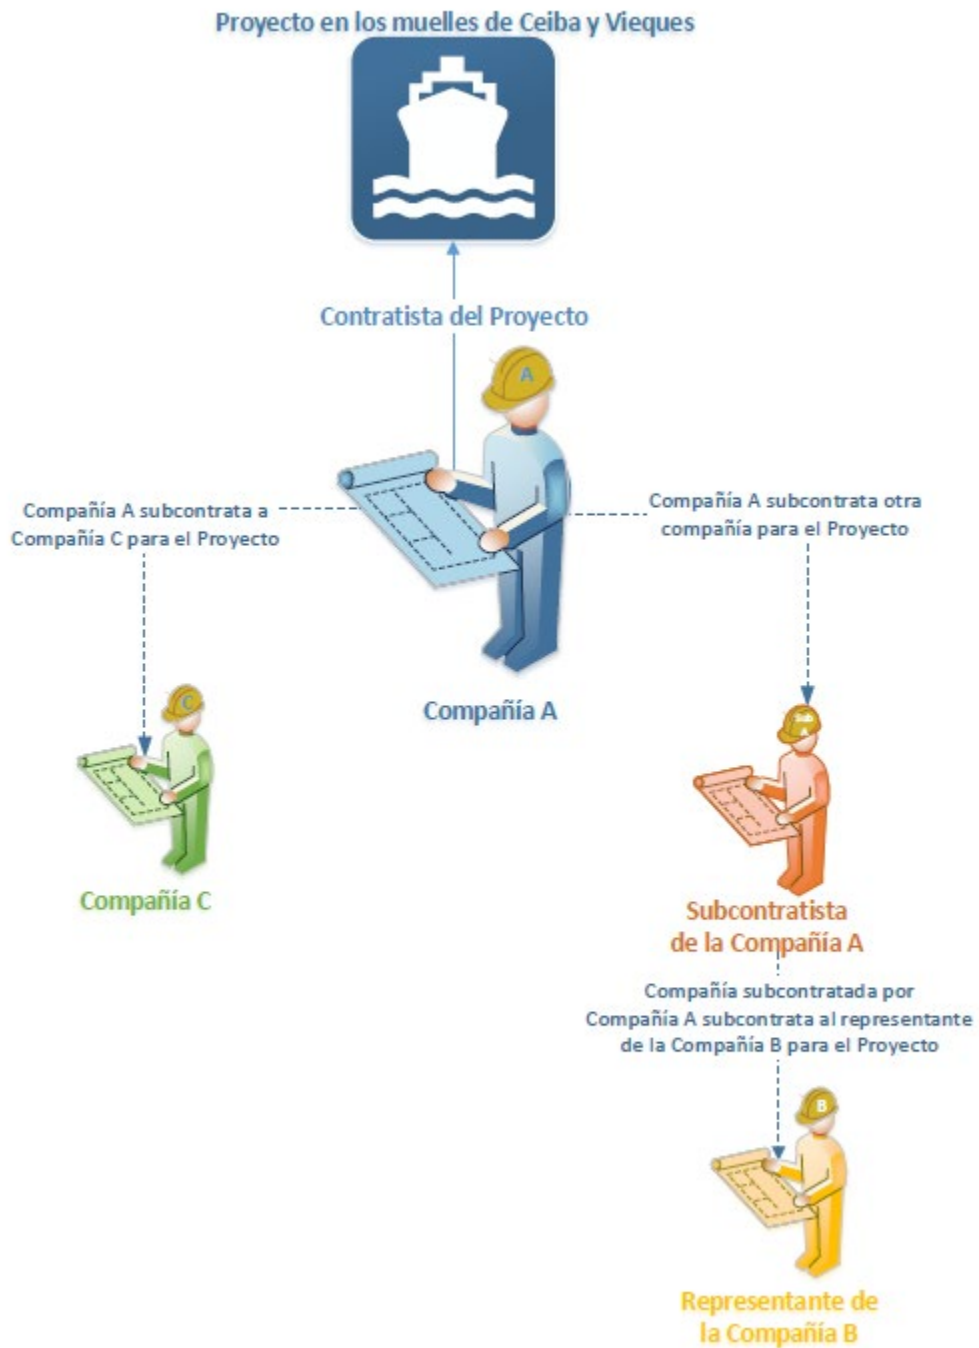 Proyecto en los muelles de Ceiba y Vieques
Contratista del Proyecto
A
Compañía A subcontrata a
Compañía C para el Proyecto
Compañía A subcontrata otra
compañía para el Proyecto
Compañía A
C
Compañía C
Sub
A
Subcontratista
de la Compañía A
Compañía subcontratada por
Compañía A subcontrata al representante
de la Compañía B para el Proyecto
B
Representante de
la Compañía B